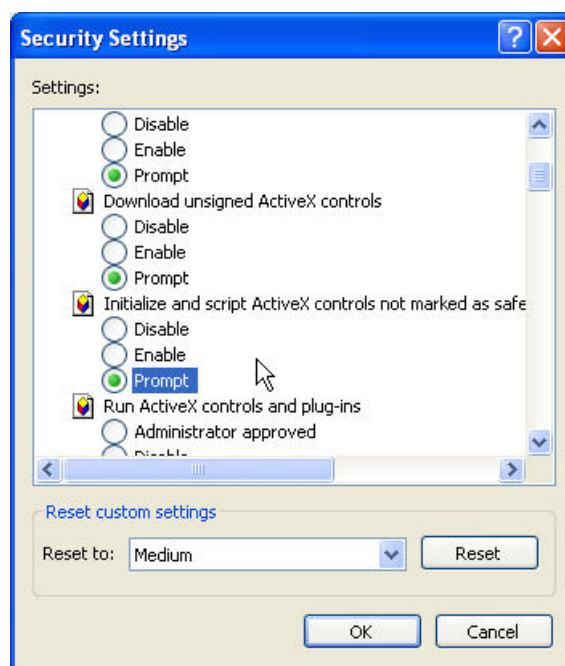 Security Settings
Settings:
Disable
Enable
Prompt
Download unsigned ActiveX controls
Disable
Enable
Prompt
Initialize and script ActiveX controls not marked as safe
Disable
Enable
Prompt
Run ActiveX controls and plug-ins
Administrator approved
Disable
Reset custom settings
Reset to: Medium Reset
OK Cancel